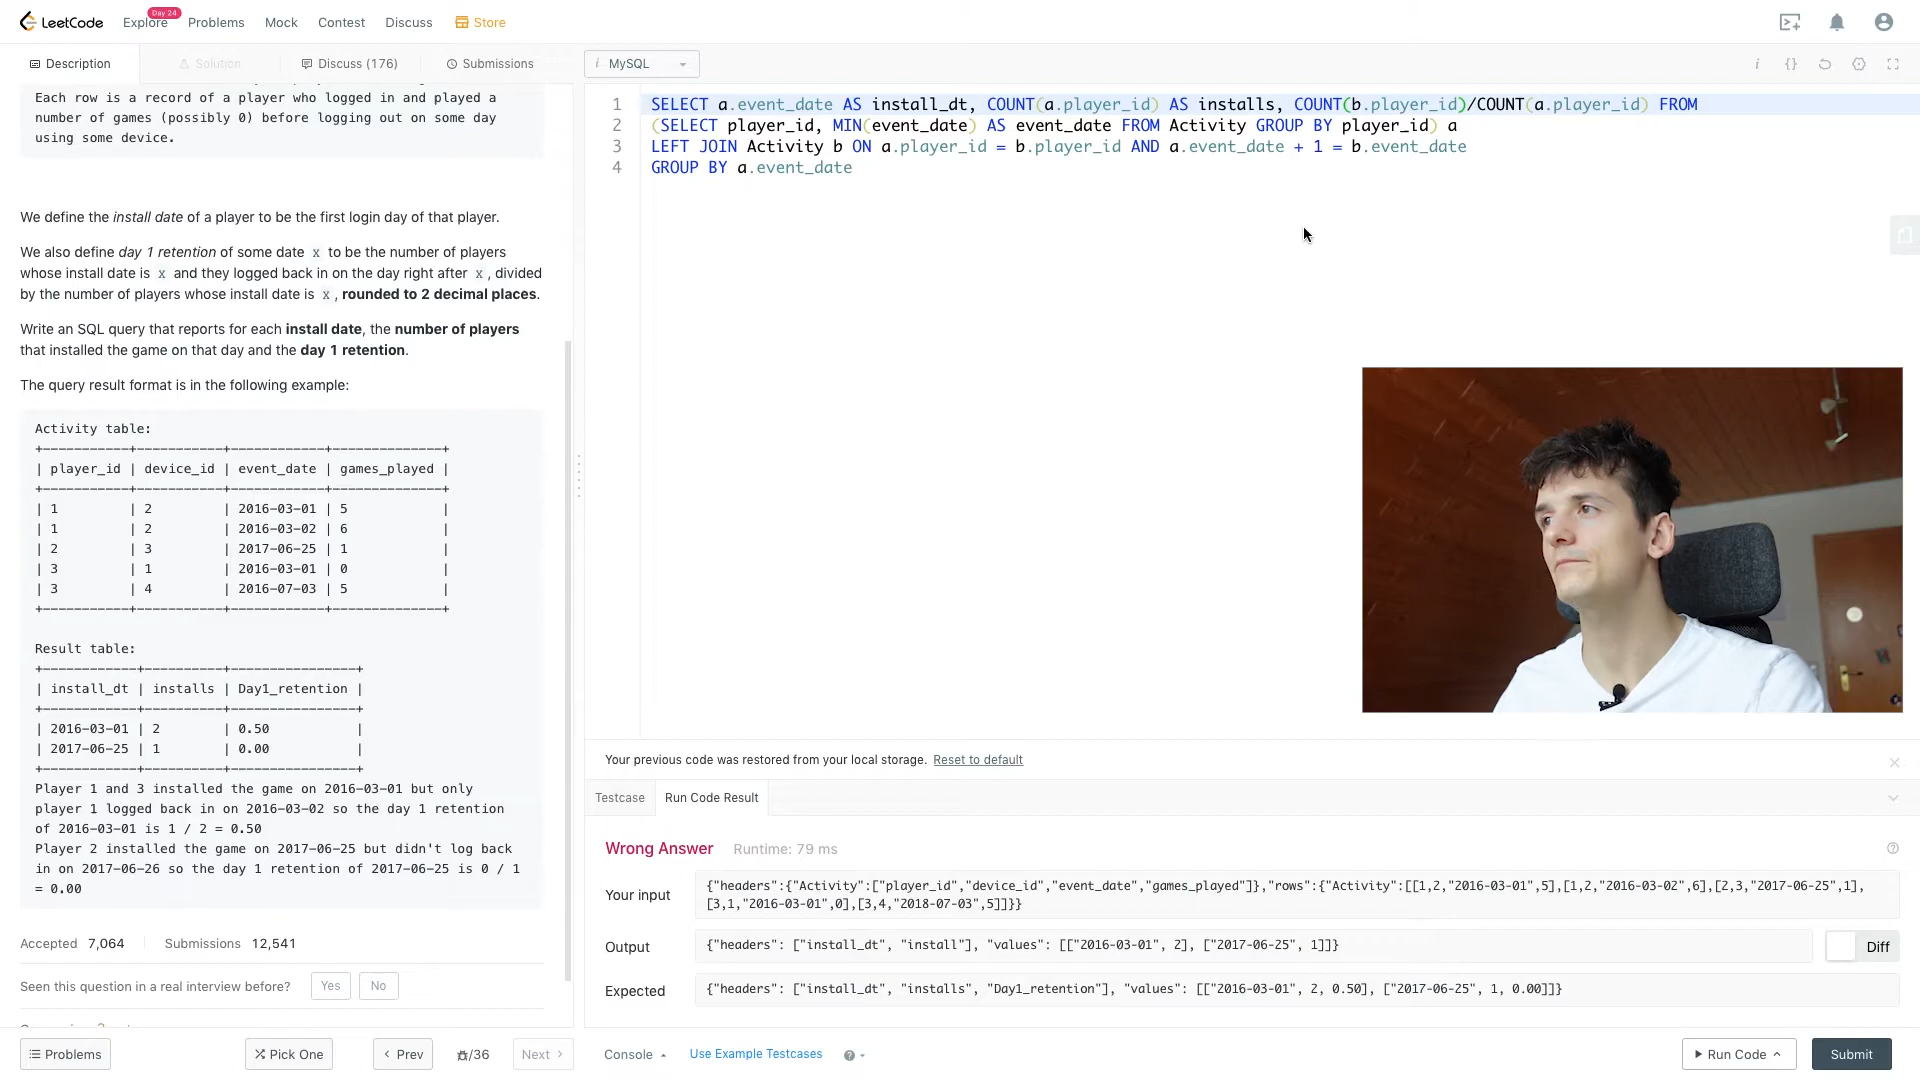 LeetCode
Explore
Day 24
Problems
Mock
Contest
Discuss
Store
Description
Solution
Discuss (176)
Submissions
i MySQL
Each row is a record of a player who logged in and played a
number of games (possibly 0) before logging out on some day
using some device.
We define the install date of a player to be the first login day of that player.
We also define day 1 retention of some date x to be the number of players
whose install date is x and they logged back in on the day right after x, divided
by the number of players whose install date is x, rounded to 2 decimal places.
Write an SQL query that reports for each install date, the number of players
that installed the game on that day and the day 1 retention.
The query result format is in the following example:
Activity table:
+-----------+-----------+------------+--------------+
| player_id | device_id | event_date | games_played |
+-----------+-----------+------------+--------------+
| 1         | 2         | 2016-03-01 | 5            |
| 1         | 2         | 2016-03-02 | 6            |
| 2         | 3         | 2017-06-25 | 1            |
| 3         | 1         | 2016-03-01 | 0            |
| 3         | 4         | 2016-07-03 | 5            |
+-----------+-----------+------------+--------------+
Result table:
+------------+----------+----------------+
| install_dt | installs | Day1_retention |
+------------+----------+----------------+
| 2016-03-01 | 2        | 0.50           |
| 2017-06-25 | 1        | 0.00           |
+------------+----------+----------------+
Player 1 and 3 installed the game on 2016-03-01 but only
player 1 logged back in on 2016-03-02 so the day 1 retention
of 2016-03-01 is 1 / 2 = 0.50
Player 2 installed the game on 2017-06-25 but didn't log back
in on 2017-06-26 so the day 1 retention of 2017-06-25 is 0 / 1
= 0.00
Accepted 7,064 Submissions 12,541
Seen this question in a real interview before? Yes No
Problems
Pick One
Prev
/36
Next
1 SELECT a.event_date AS install_dt, COUNT(a.player_id) AS installs, COUNT(b.player_id)/COUNT(a.player_id) FROM
2 (SELECT player_id, MIN(event_date) AS event_date FROM Activity GROUP BY player_id) a
3 LEFT JOIN Activity b ON a.player_id = b.player_id AND a.event_date + 1 = b.event_date
4 GROUP BY a.event_date
Your previous code was restored from your local storage. Reset to default
Testcase
Run Code Result
Wrong Answer Runtime: 79 ms
Your input
{"headers":{"Activity":["player_id","device_id","event_date","games_played"]},"rows":{"Activity":[[1,2,"2016-03-01",5],[1,2,"2016-03-02",6],[2,3,"2017-06-25",1],
[3,1,"2016-03-01",0],[3,4,"2018-07-03",5]]}}
Output
{"headers": ["install_dt", "install"], "values": [["2016-03-01", 2], ["2017-06-25", 1]]}
Diff
Expected
{"headers": ["install_dt", "installs", "Day1_retention"], "values": [["2016-03-01", 2, 0.50], ["2017-06-25", 1, 0.00]]}
Console
Use Example Testcases
Run Code
Submit